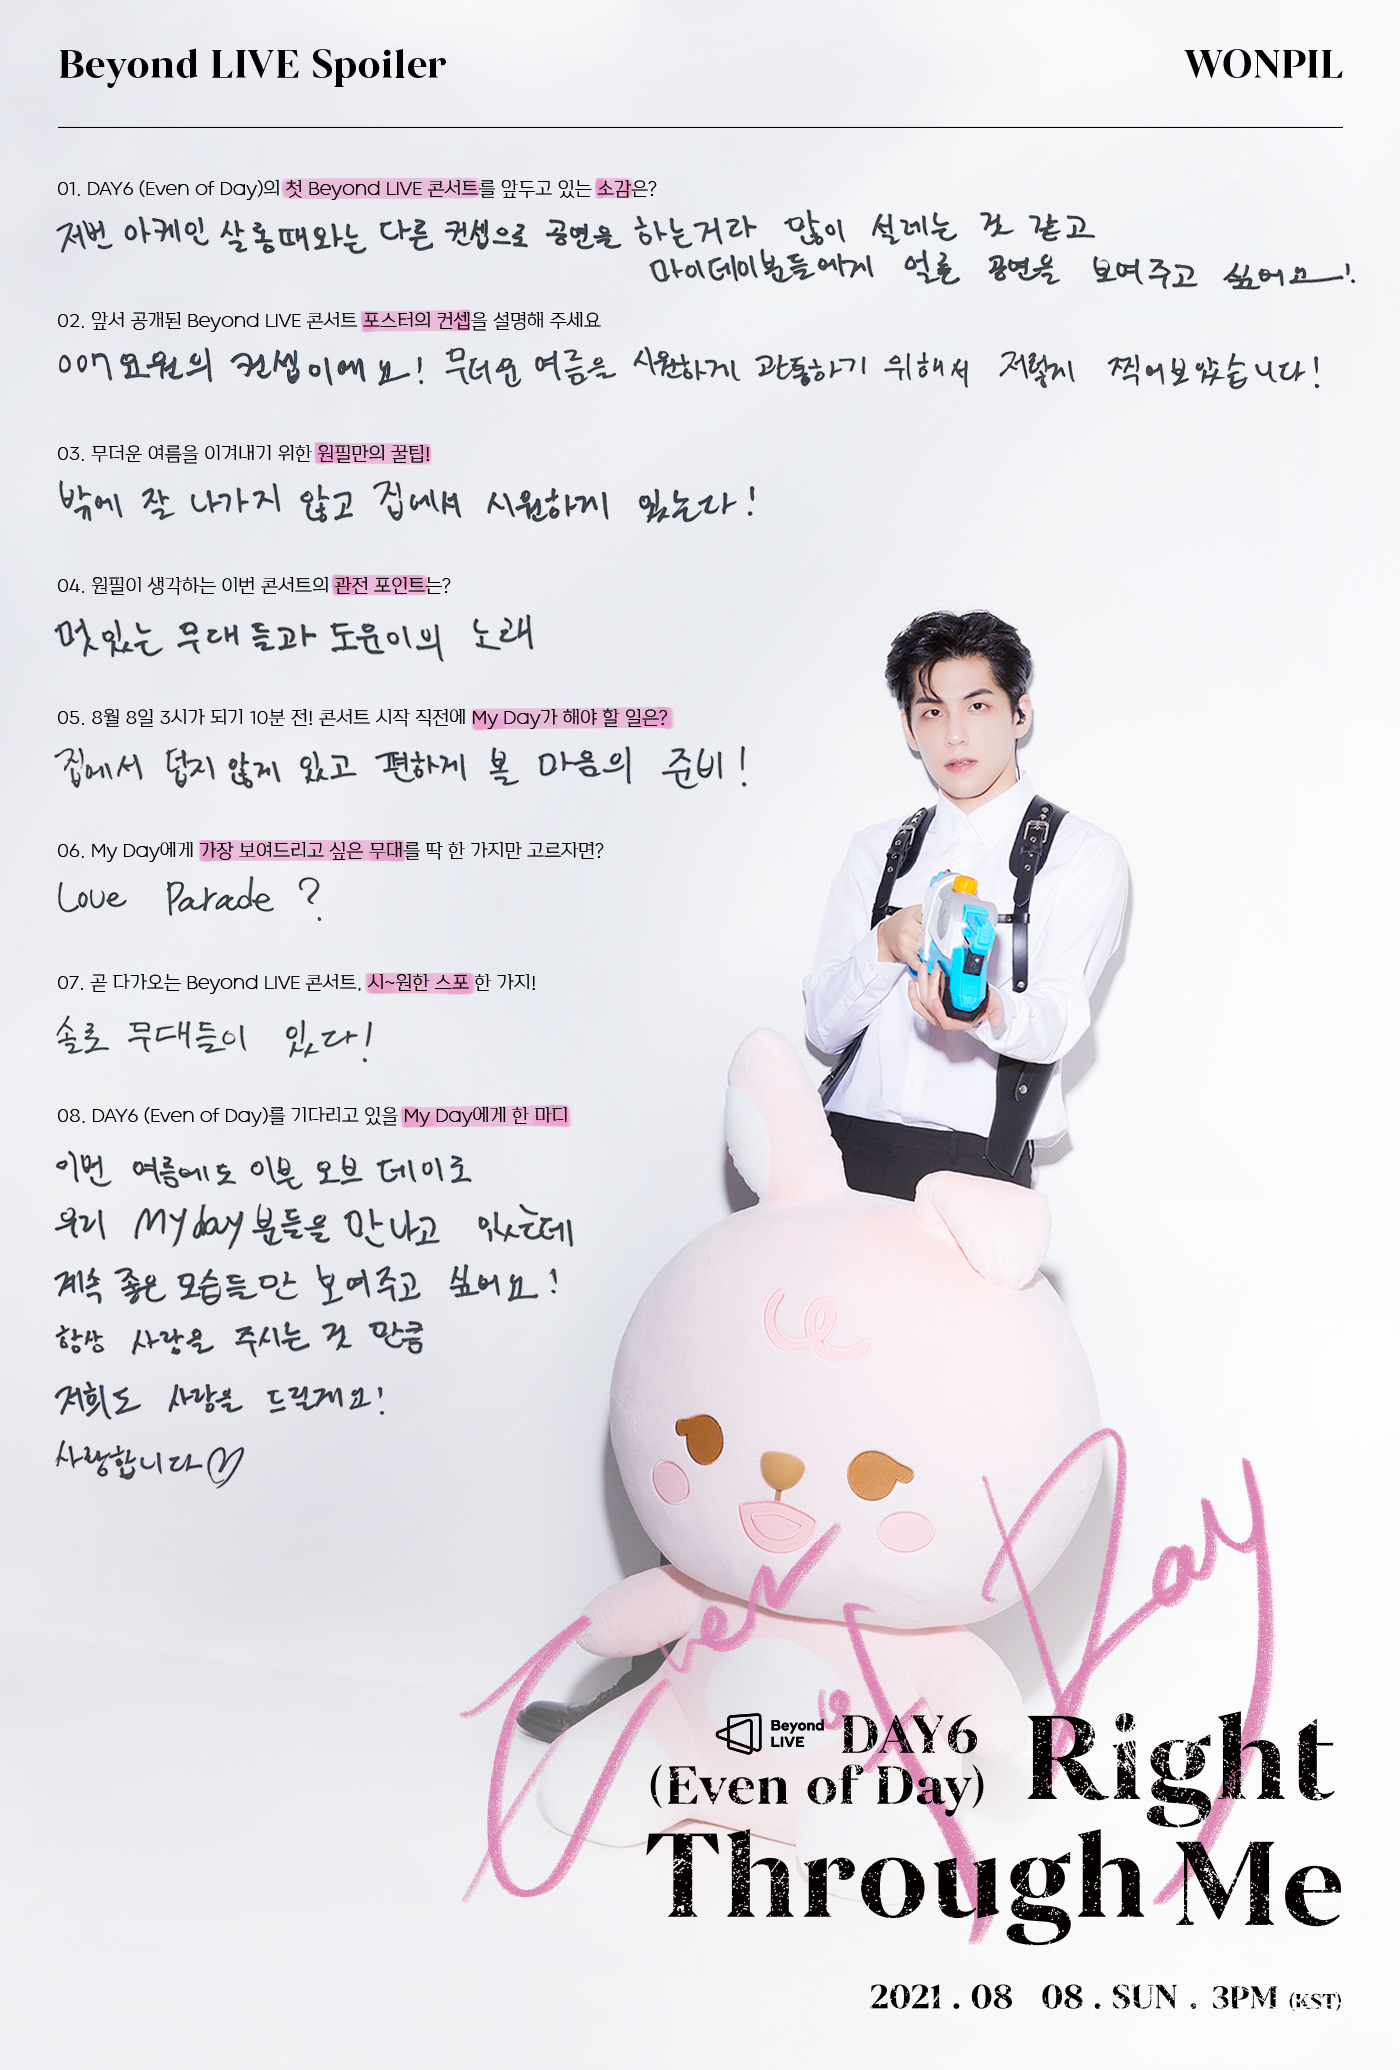 Beyond LIVE Spoiler
WONPIL
01. DAY6 (Even of Day)의 첫 Beyond LIVE 콘서트를 앞두고 있는 소감은?
저번 아케인 살롱때와는 다른 컨셉으로 공연을 하는거라 많이 설레는 것 같고
마이데이분들에게 얼른 공연을 보여주고 싶어요!
02. 앞서 공개된 Beyond LIVE 콘서트 포스터의 컨셉을 설명해 주세요
007요원의 컨셉이에요! 무더운 여름을 시원하게 관통하기 위해서 저렇게 찍어보았습니다!
03. 무더운 여름을 이겨내기 위한 원필만의 꿀팁!
밖에 잘 나가지 않고 집에서 시원하게 있는다!
04. 원필이 생각하는 이번 콘서트의 관전 포인트는?
멋있는 무대들과 도운이의 노래
05. 8월 8일 3시가 되기 10분 전! 콘서트 시작 직전에 My Day가 해야 할 일은?
집에서 덥지 않게 있고 편하게 볼 마음의 준비!
06. My Day에게 가장 보여드리고 싶은 무대를 딱 한 가지만 고르자면?
Love Parade ?
07. 곧 다가오는 Beyond LIVE 콘서트, 시~원한 스포 한 가지!
솔로 무대들이 있다!
08. DAY6 (Even of Day)를 기다리고 있을 My Day에게 한 마디
이번 여름에도 이븐 오브 데이로
우리 My day분들을 만나고 있는데
계속 좋은 모습들만 보여주고 싶어요!
항상 사랑을 주시는 것 만큼
저희도 사랑을 드릴게요!
사랑합니다♡
Even of Day
Beyond LIVE
DAY6
(Even of Day)
Right
Through Me
2021 . 08 08 . SUN . 3PM (KST)